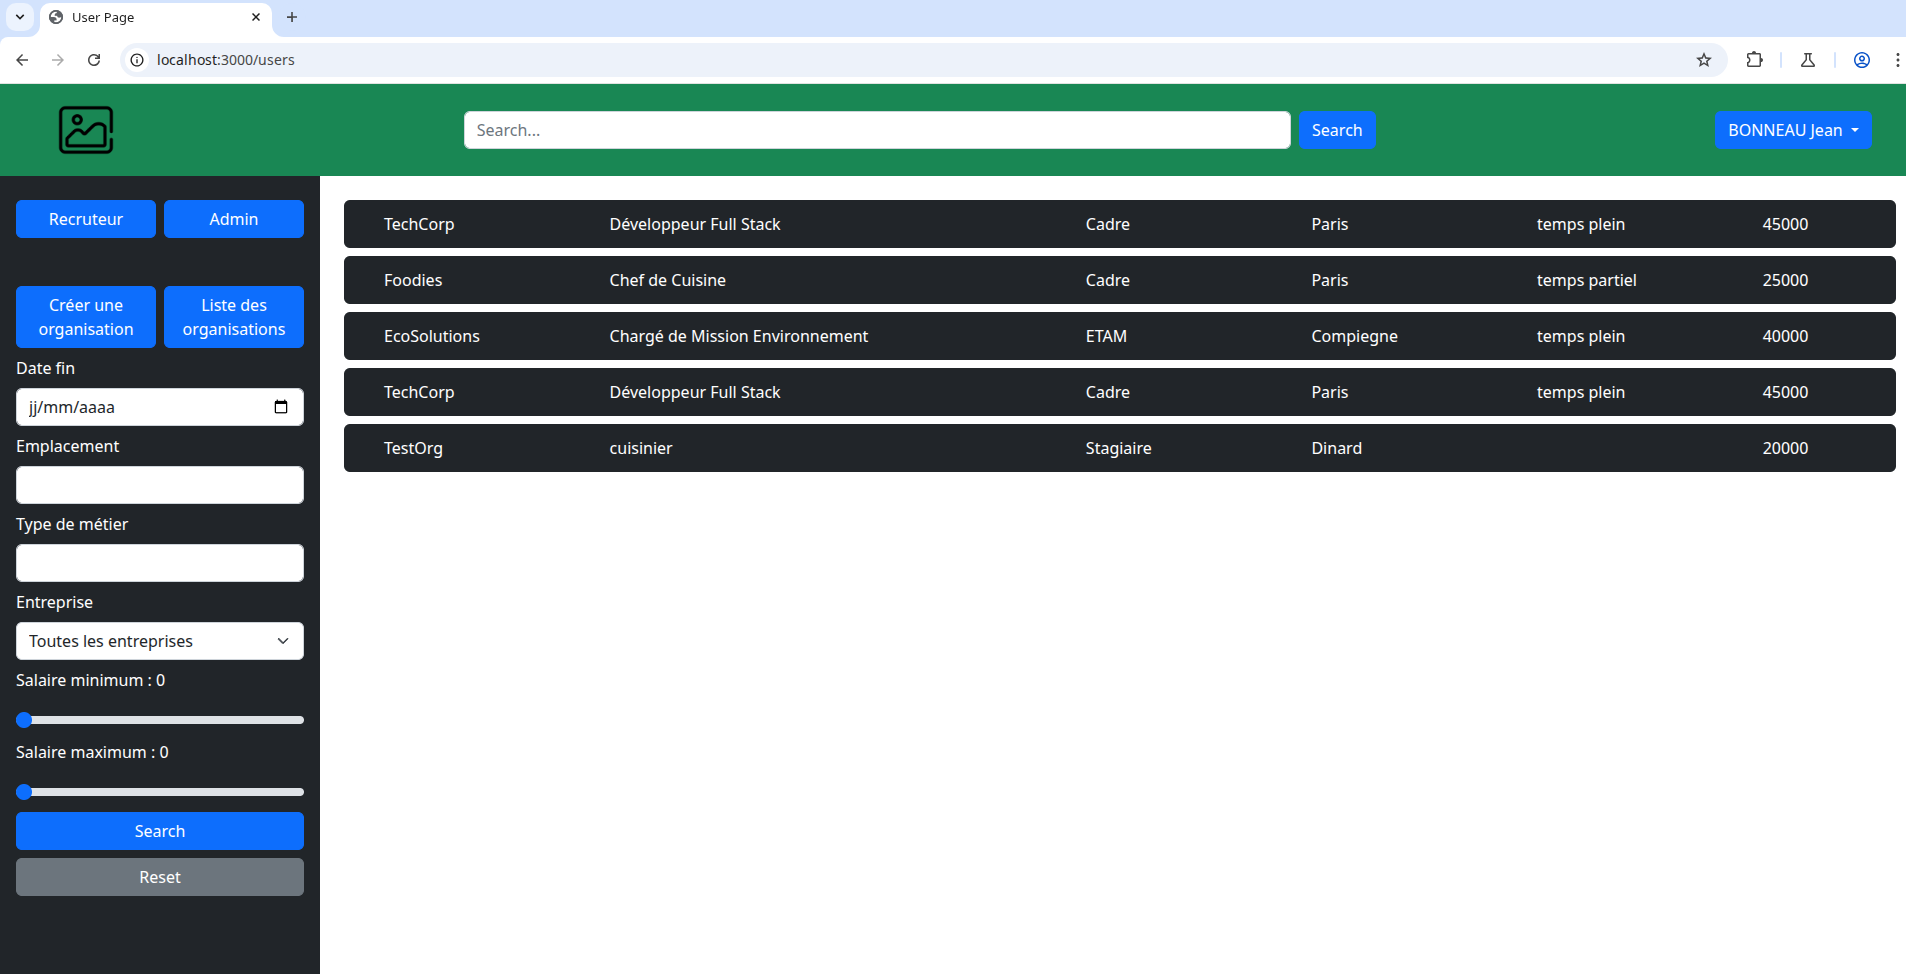 User Page
localhost:3000/users
Search...
Search
BONNEAU Jean
Recruteur
Admin
Créer une
organisation
Liste des
organisations
Date fin
jj/mm/aaaa
Emplacement
Type de métier
Entreprise
Toutes les entreprises
Salaire minimum : 0
Salaire maximum : 0
Search
Reset
TechCorp Développeur Full Stack Cadre Paris temps plein 45000
Foodies Chef de Cuisine Cadre Paris temps partiel 25000
EcoSolutions Chargé de Mission Environnement ETAM Compiegne temps plein 40000
TechCorp Développeur Full Stack Cadre Paris temps plein 45000
TestOrg cuisinier Stagiaire Dinard 20000